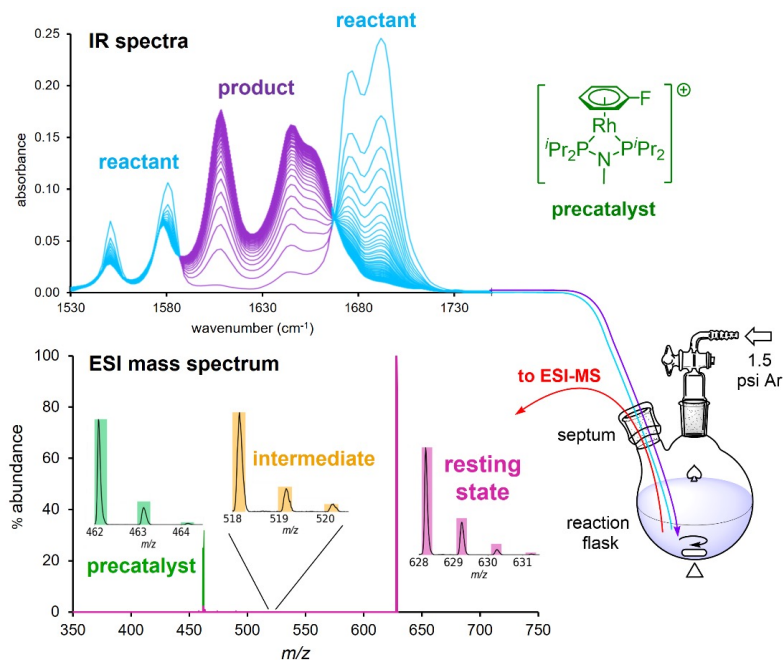 IR spectra
reactant
product
reactant
0.25
0.20
0.15
0.10
0.05
0.00
absorbance
1530
1580
1630
1680
1730
wavenumber (cm⁻¹)
F
⊕
Rh
ⁱPr₂P
PⁱPr₂
N
precatalyst
ESI mass spectrum
100
80
60
40
20
0
% abundance
462
463
464
m/z
precatalyst
518
519
520
m/z
intermediate
resting
state
628
629
630
631
m/z
350
400
450
500
550
600
650
700
750
m/z
to ESI-MS
1.5
psi Ar
septum
reaction
flask